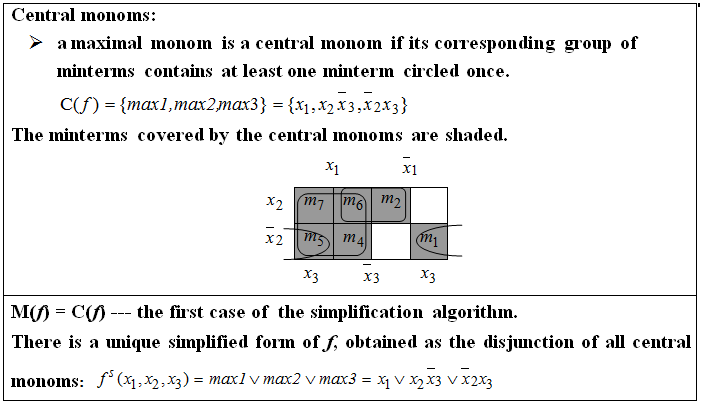 Central monoms:
➢ a maximal monom is a central monom if its corresponding group of
minterms contains at least one minterm circled once.
C(f) = {max1,max2,max3} = {x₁,x₂x̄₃,x̄₂x₃}
The minterms covered by the central monoms are shaded.
x₁ x̄₁
x₂ m₇ m₆ m₂
x̄₂ m₅ m₄ m₁
x₃ x̄₃ x₃
M(f) = C(f) --- the first case of the simplification algorithm.
There is a unique simplified form of f, obtained as the disjunction of all central
monoms: fˢ(x₁,x₂,x₃) = max1 ∨ max2 ∨ max3 = x₁ ∨ x₂x̄₃ ∨ x̄₂x₃